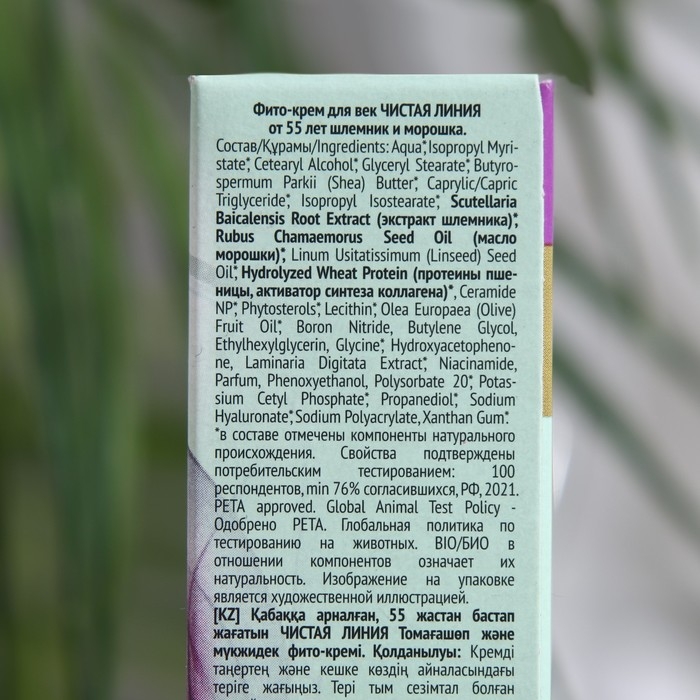 Фито-крем для век ЧИСТАЯ ЛИНИЯ
от 55 лет шлемник и морошка.
Состав/Құрамы/Ingredients: Aqua*, Isopropyl Myri-
state*, Cetearyl Alcohol*, Glyceryl Stearate*, Butyro-
spermum Parkii (Shea) Butter*, Caprylic/Capric
Triglyceride*, Isopropyl Isostearate*, Scutellaria
Baicalensis Root Extract (экстракт шлемника)*,
Rubus Chamaemorus Seed Oil (масло
морошки)*, Linum Usitatissimum (Linseed) Seed
Oil*, Hydrolyzed Wheat Protein (протеины пше-
ницы, активатор синтеза коллагена)*, Ceramide
NP*, Phytosterols*, Lecithin*, Olea Europaea (Olive)
Fruit Oil*, Boron Nitride, Butylene Glycol,
Ethylhexylglycerin, Glycine*, Hydroxyacetopheno-
ne, Laminaria Digitata Extract*, Niacinamide,
Parfum, Phenoxyethanol, Polysorbate 20*, Potas-
sium Cetyl Phosphate*, Propanediol*, Sodium
Hyaluronate*, Sodium Polyacrylate, Xanthan Gum*.
*в составе отмечены компоненты натурального
происхождения. Свойства подтверждены
потребительским тестированием: 100
респондентов, min 76% согласившихся, РФ, 2021.
PETA approved. Global Animal Test Policy -
Одобрено PETA. Глобальная политика по
тестированию на животных. BIO/БИО в
отношении компонентов означает их
натуральность. Изображение на упаковке
является художественной иллюстрацией.
[KZ] Қабаққа арналған, 55 жастан бастап
жағатын ЧИСТАЯ ЛИНИЯ Томағашөп және
мүкжидек фито-кремі. Қолданылуы: Кремді
таңертең және кешке көздің айналасындағы
теріге жағыңыз. Тері тым сезімтал болған